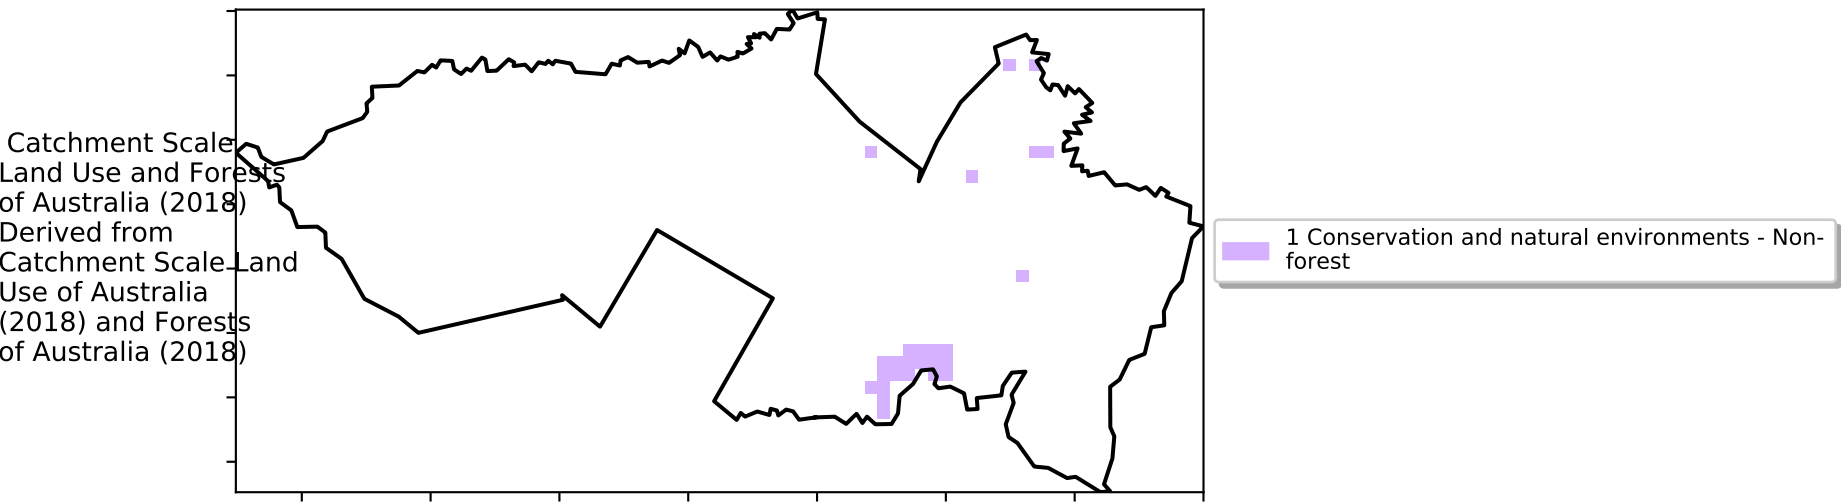 Catchment Scale
Land Use and Forests
of Australia (2018)
Derived from
Catchment Scale Land
Use of Australia
(2018) and Forests
of Australia (2018)
1 Conservation and natural environments - Non-
forest